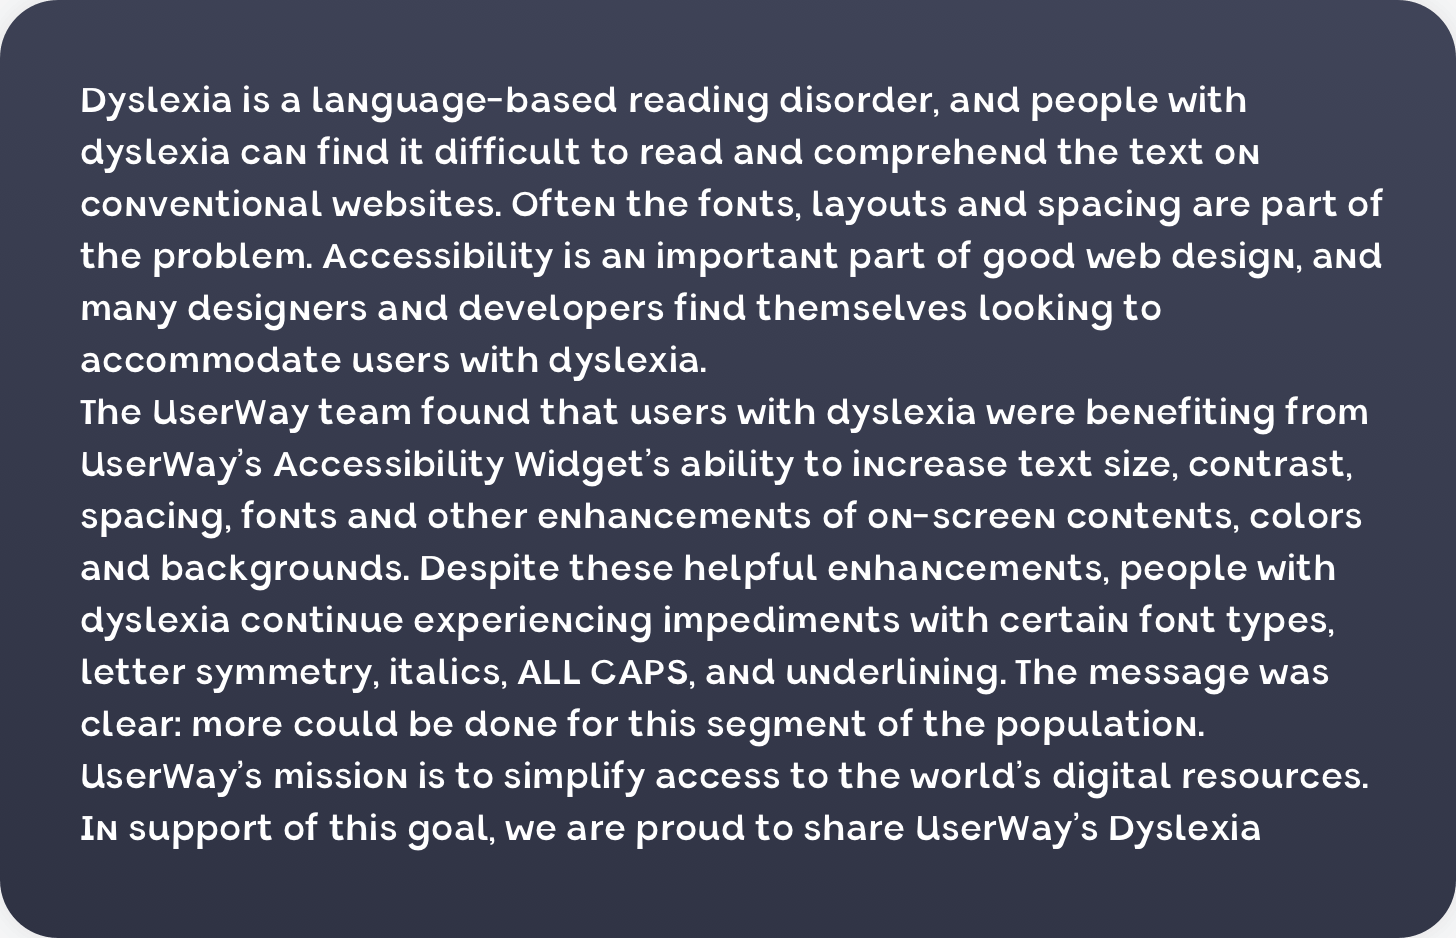 Dyslexia is a language-based reading disorder, and people with
dyslexia can find it difficult to read and comprehend the text on
conventional websites. Often the fonts, layouts and spacing are part of
the problem. Accessibility is an important part of good web design, and
many designers and developers find themselves looking to
accommodate users with dyslexia.
The UserWay team found that users with dyslexia were benefiting from
UserWay’s Accessibility Widget’s ability to increase text size, contrast,
spacing, fonts and other enhancements of on-screen contents, colors
and backgrounds. Despite these helpful enhancements, people with
dyslexia continue experiencing impediments with certain font types,
letter symmetry, italics, ALL CAPS, and underlining. The message was
clear: more could be done for this segment of the population.
UserWay’s mission is to simplify access to the world’s digital resources.
In support of this goal, we are proud to share UserWay’s Dyslexia